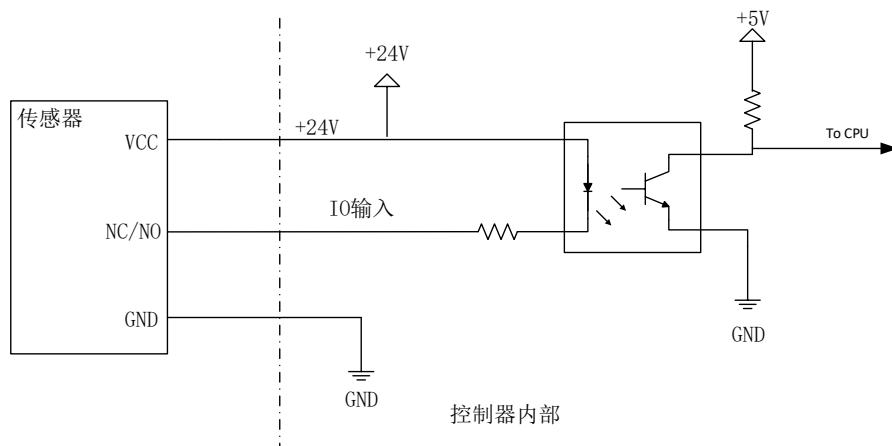 +5V
+24V
传感器
VCC
+24V
To CPU
NC/NO
IO输入
GND
GND
GND
控制器内部